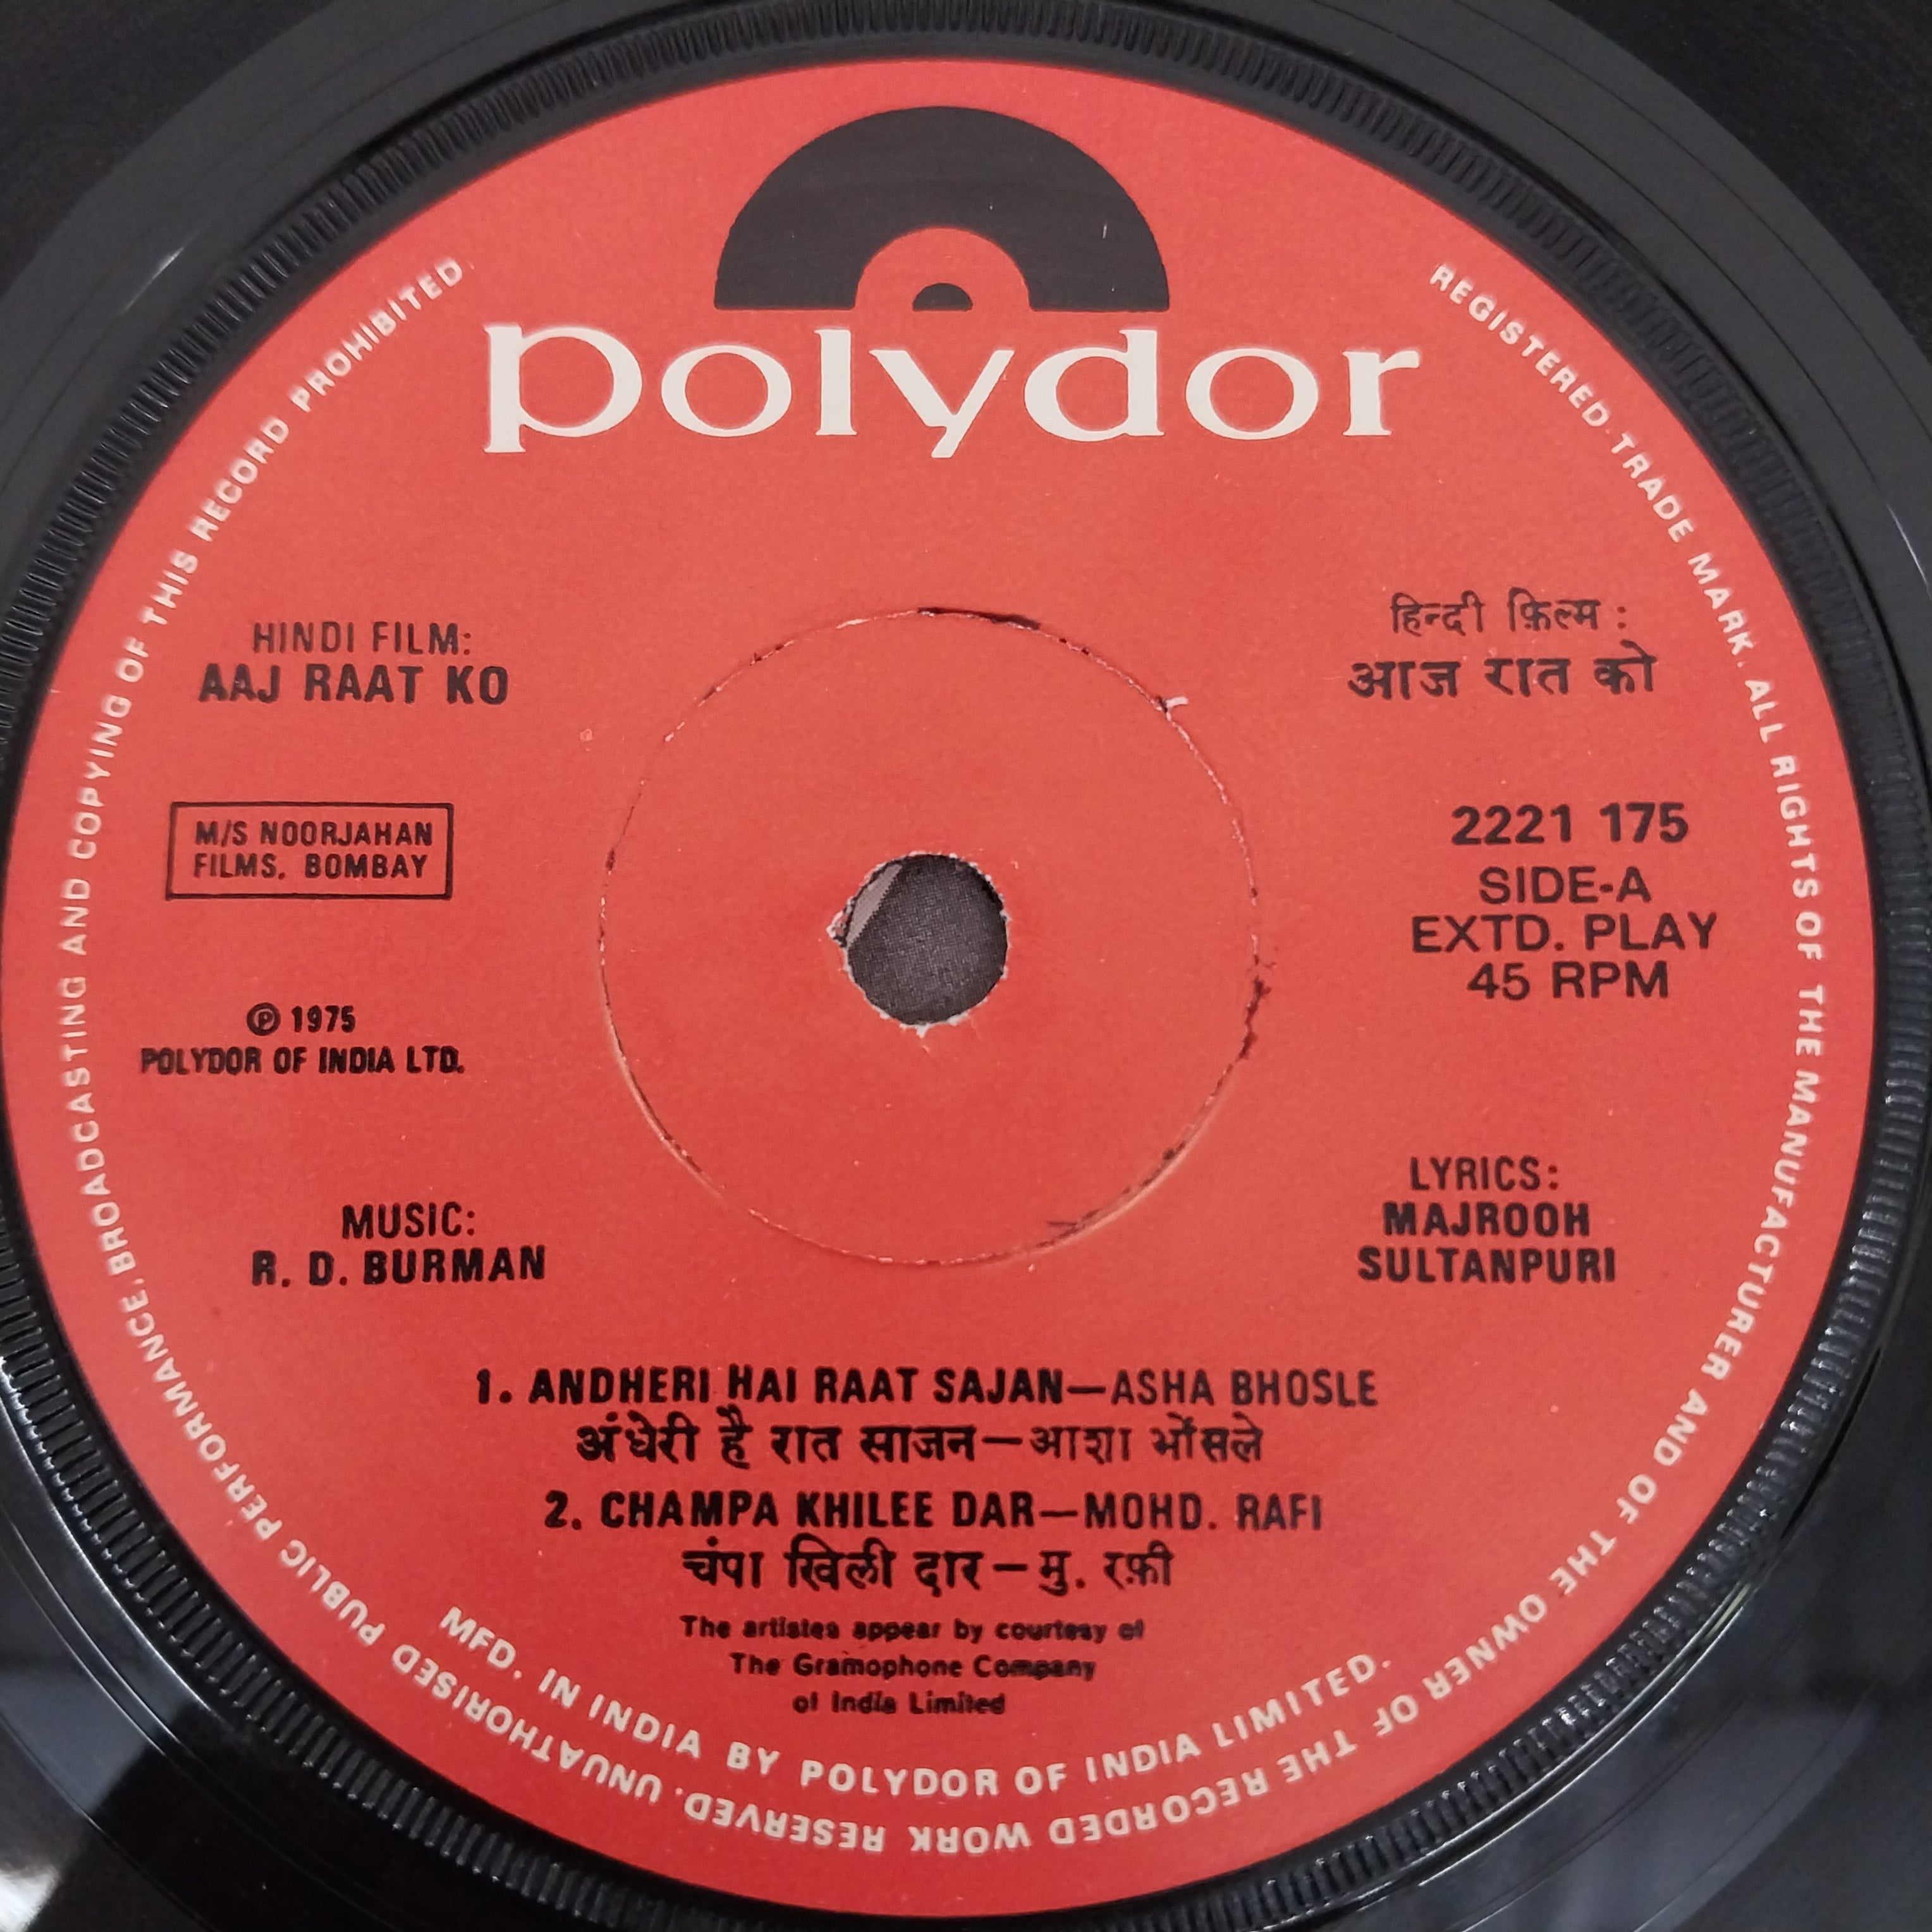 polydor
HINDI FILM:
AAJ RAAT KO
हिन्दी फ़िल्म :
आज रात को
M/S NOORJAHAN
FILMS, BOMBAY
2221 175
SIDE-A
EXTD. PLAY
45 RPM
℗ 1975
POLYDOR OF INDIA LTD.
MUSIC:
R. D. BURMAN
LYRICS:
MAJROOH
SULTANPURI
1. ANDHERI HAI RAAT SAJAN—ASHA BHOSLE
अंधेरी है रात साजन—आशा भोंसले
2. CHAMPA KHILEE DAR—MOHD. RAFI
चंपा खिली दार—मु. रफ़ी
The artistes appear by courtesy of
The Gramophone Company
of India Limited
MFD. IN INDIA BY POLYDOR OF INDIA LIMITED.
REGISTERED·TRADE MARK. ALL RIGHTS OF THE MANUFACTURER AND OF THE OWNER OF THE RECORDED WORK RESERVED. UNUATHORISED PUBLIC PERFORMANCE, BROADCASTING AND COPYING OF THIS RECORD PROHIBITED